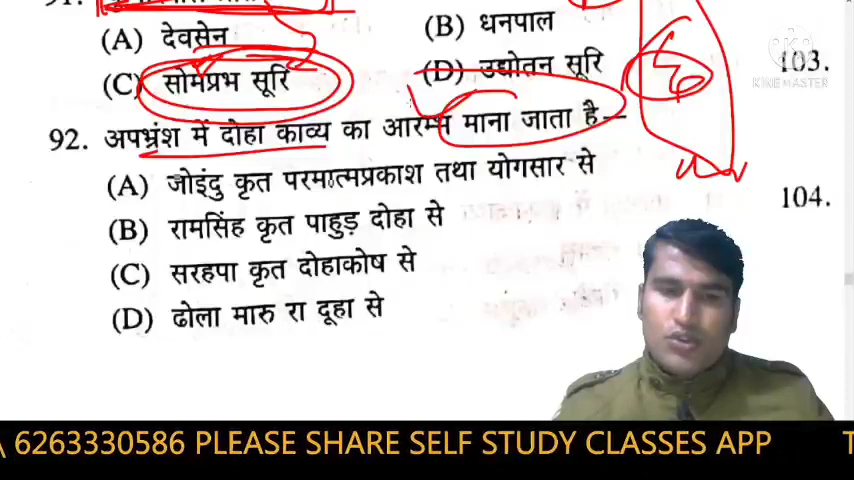 (A) देवसेन
(B) धनपाल
(C) सोमप्रभ सूरि
(D) उद्योतन सूरि
92. अपभ्रंश में दोहा काव्य का आरम्भ माना जाता है—
(A) जोइंदु कृत परमात्मप्रकाश तथा योगसार से
(B) रामसिंह कृत पाहुड़ दोहा से
(C) सरहपा कृत दोहाकोष से
(D) ढोला मारु रा दूहा से
103.
104.
KINEMASTER
6263330586 PLEASE SHARE SELF STUDY CLASSES APP